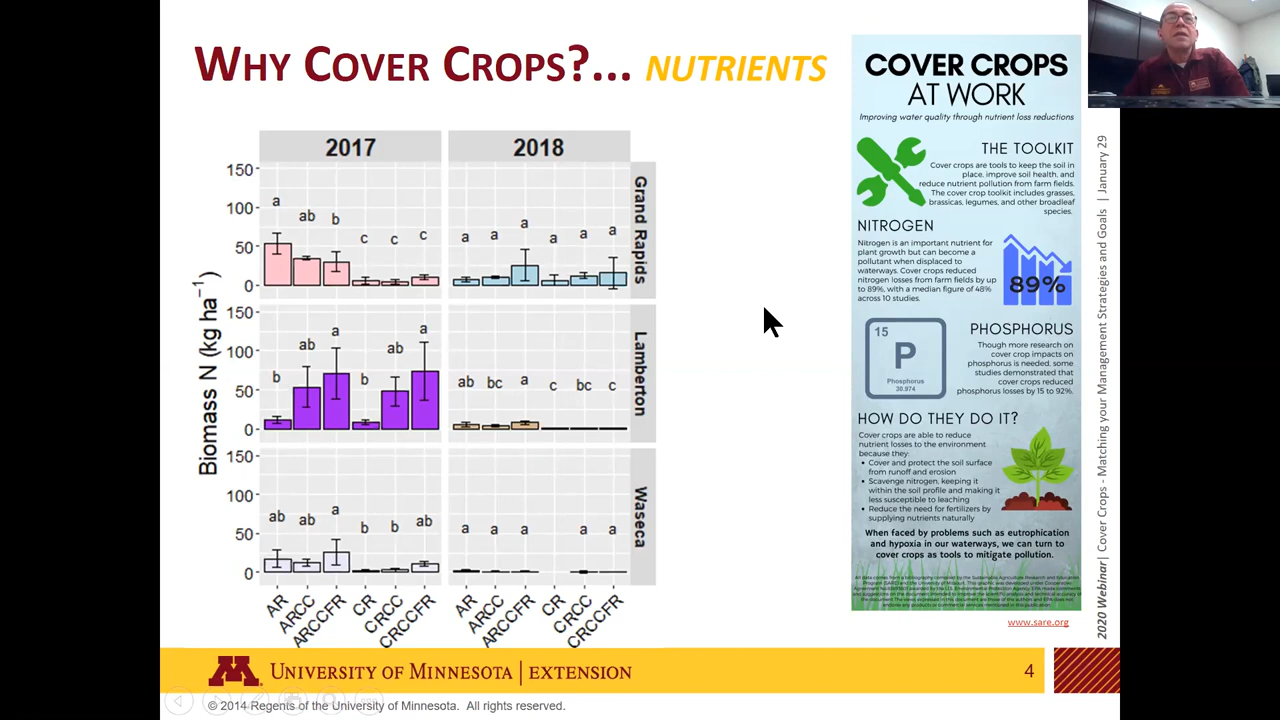 WHY COVER CROPS?... NUTRIENTS
2017
2018
Biomass N (kg ha⁻¹)
150
100
50
0
a
ab
b
c
c
c
a
a
a
a
a
a
Grand Rapids
150
100
50
0
b
ab
a
b
ab
a
ab
bc
a
c
bc
c
Lamberton
150
100
50
0
ab
ab
a
b
b
ab
a
a
a
a
a
Waseca
AR
ARCC
ARCCFR
CR
CRCC
CRCCFR
AR
ARCC
ARCCFR
CR
CRCC
CRCCFR
COVER CROPS
AT WORK
Improving water quality through nutrient loss reductions
THE TOOLKIT
Cover crops are tools to keep the soil in
place, improve soil health, and
reduce nutrient pollution from farm fields.
The cover crop toolkit includes grasses,
brassicas, legumes, and other broadleaf
species.
NITROGEN
Nitrogen is an important nutrient for
plant growth but can become a
pollutant when displaced to
waterways. Cover crops reduced
nitrogen losses from farm fields by up
to 89%, with a median figure of 48%
across 10 studies.
89%
15
P
Phosphorus
30.974
PHOSPHORUS
Though more research on
cover crop impacts on
phosphorus is needed, some
studies demonstrated that
cover crops reduced
phosphorus losses by 15 to 92%.
HOW DO THEY DO IT?
Cover crops are able to reduce
nutrient losses to the environment
because they:
• Cover and protect the soil surface
from runoff and erosion
• Scavenge nitrogen, keeping it
within the soil profile and making it
less susceptible to leaching
• Reduce the need for fertilizers by
supplying nutrients naturally
When faced by problems such as eutrophication
and hypoxia in our waterways, we can turn to
cover crops as tools to mitigate pollution.
www.sare.org
2020 Webinar| Cover Crops - Matching your Management Strategies and Goals | January 29
M UNIVERSITY OF MINNESOTA | EXTENSION
4
© 2014 Regents of the University of Minnesota. All rights reserved.